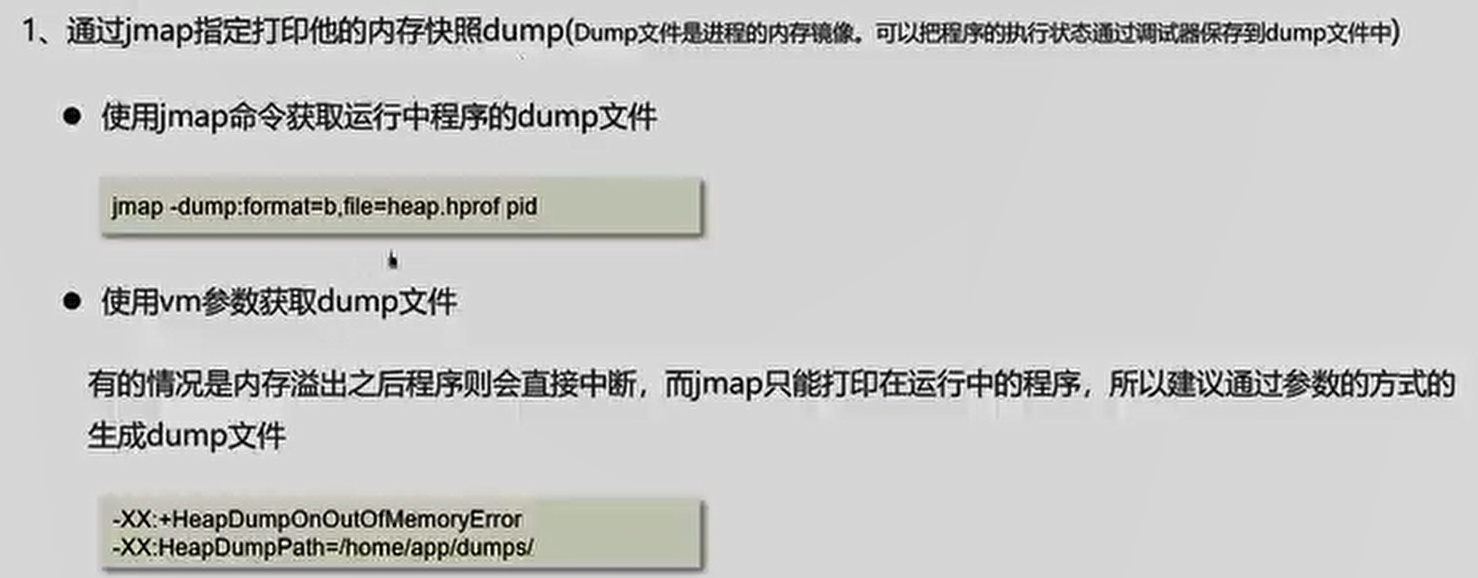 1、通过jmap指定打印他的内存快照dump(Dump文件是进程的内存镜像。可以把程序的执行状态通过调试器保存到dump文件中)
● 使用jmap命令获取运行中程序的dump文件
jmap -dump:format=b,file=heap.hprof pid
● 使用vm参数获取dump文件
有的情况是内存溢出之后程序则会直接中断，而jmap只能打印在运行中的程序，所以建议通过参数的方式的
生成dump文件
-XX:+HeapDumpOnOutOfMemoryError
-XX:HeapDumpPath=/home/app/dumps/